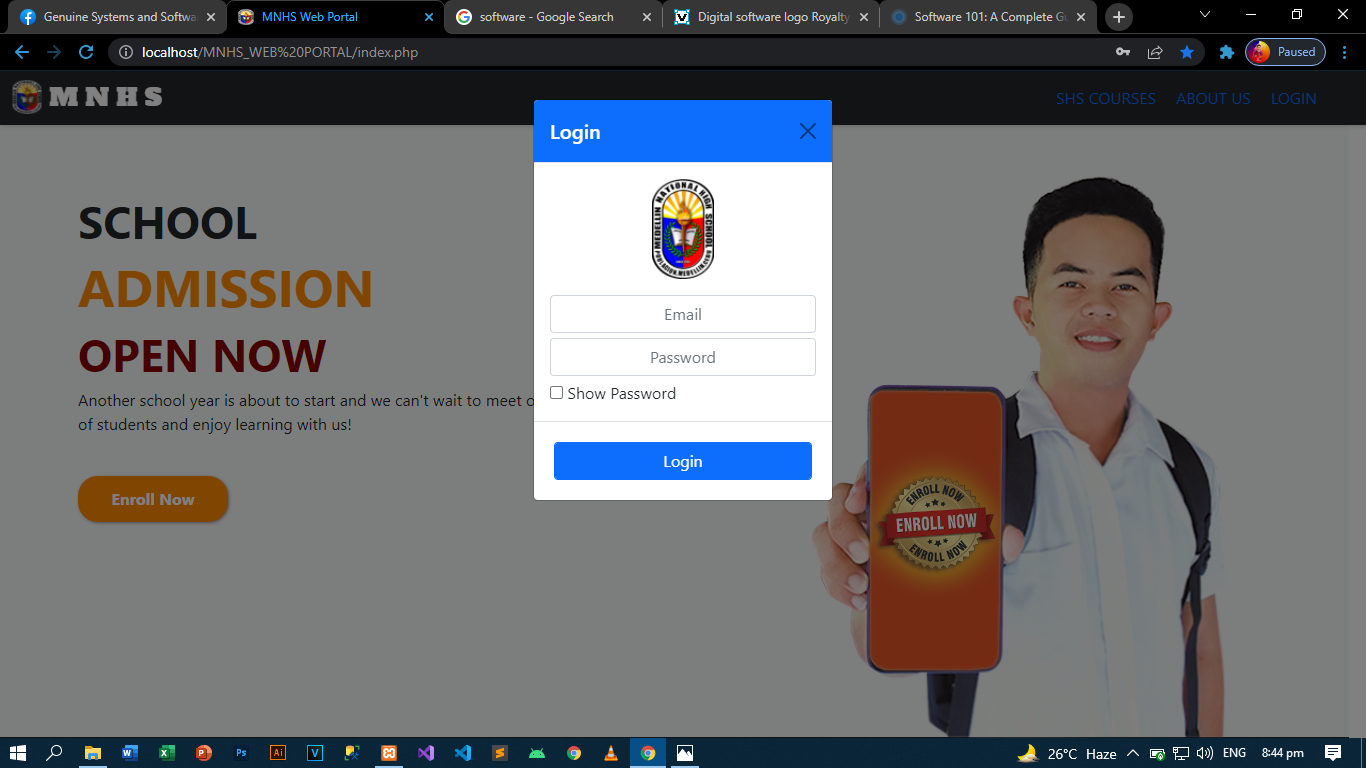 Genuine Systems and Softwa
MNHS Web Portal
software - Google Search
Digital software logo Royalty
Software 101: A Complete Gu
localhost/MNHS_WEB%20PORTAL/index.php
Paused
MNHS
SHS COURSES
ABOUT US
LOGIN
Login
MEDELLIN NATIONAL HIGH SCHOOL
POBLACION, MEDELLIN, CEBU
Email
Password
Show Password
Login
SCHOOL
ADMISSION
OPEN NOW
Another school year is about to start and we can't wait to meet o
of students and enjoy learning with us!
Enroll Now
ENROLL NOW
ENROLL NOW
ENROLL NOW
26°C Haze
ENG
8:44 pm